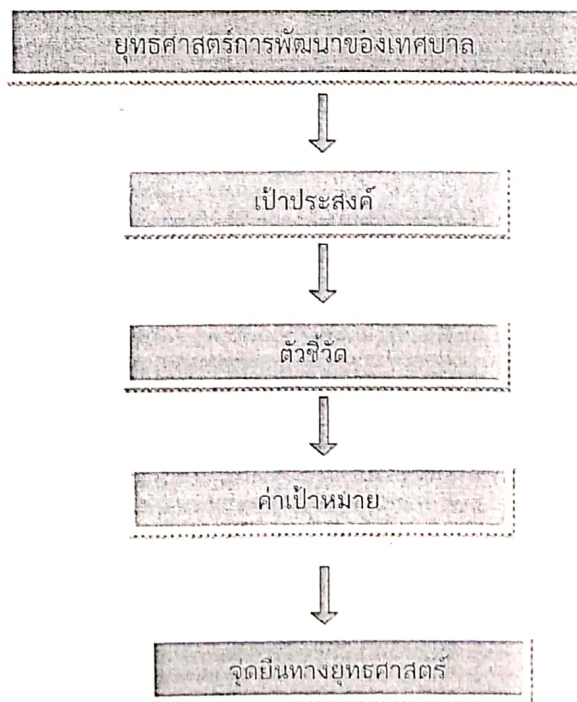 ยุทธศาสตร์การพัฒนาของเทศบาล
เป้าประสงค์
ตัวชี้วัด
ค่าเป้าหมาย
จุดยืนทางยุทธศาสตร์